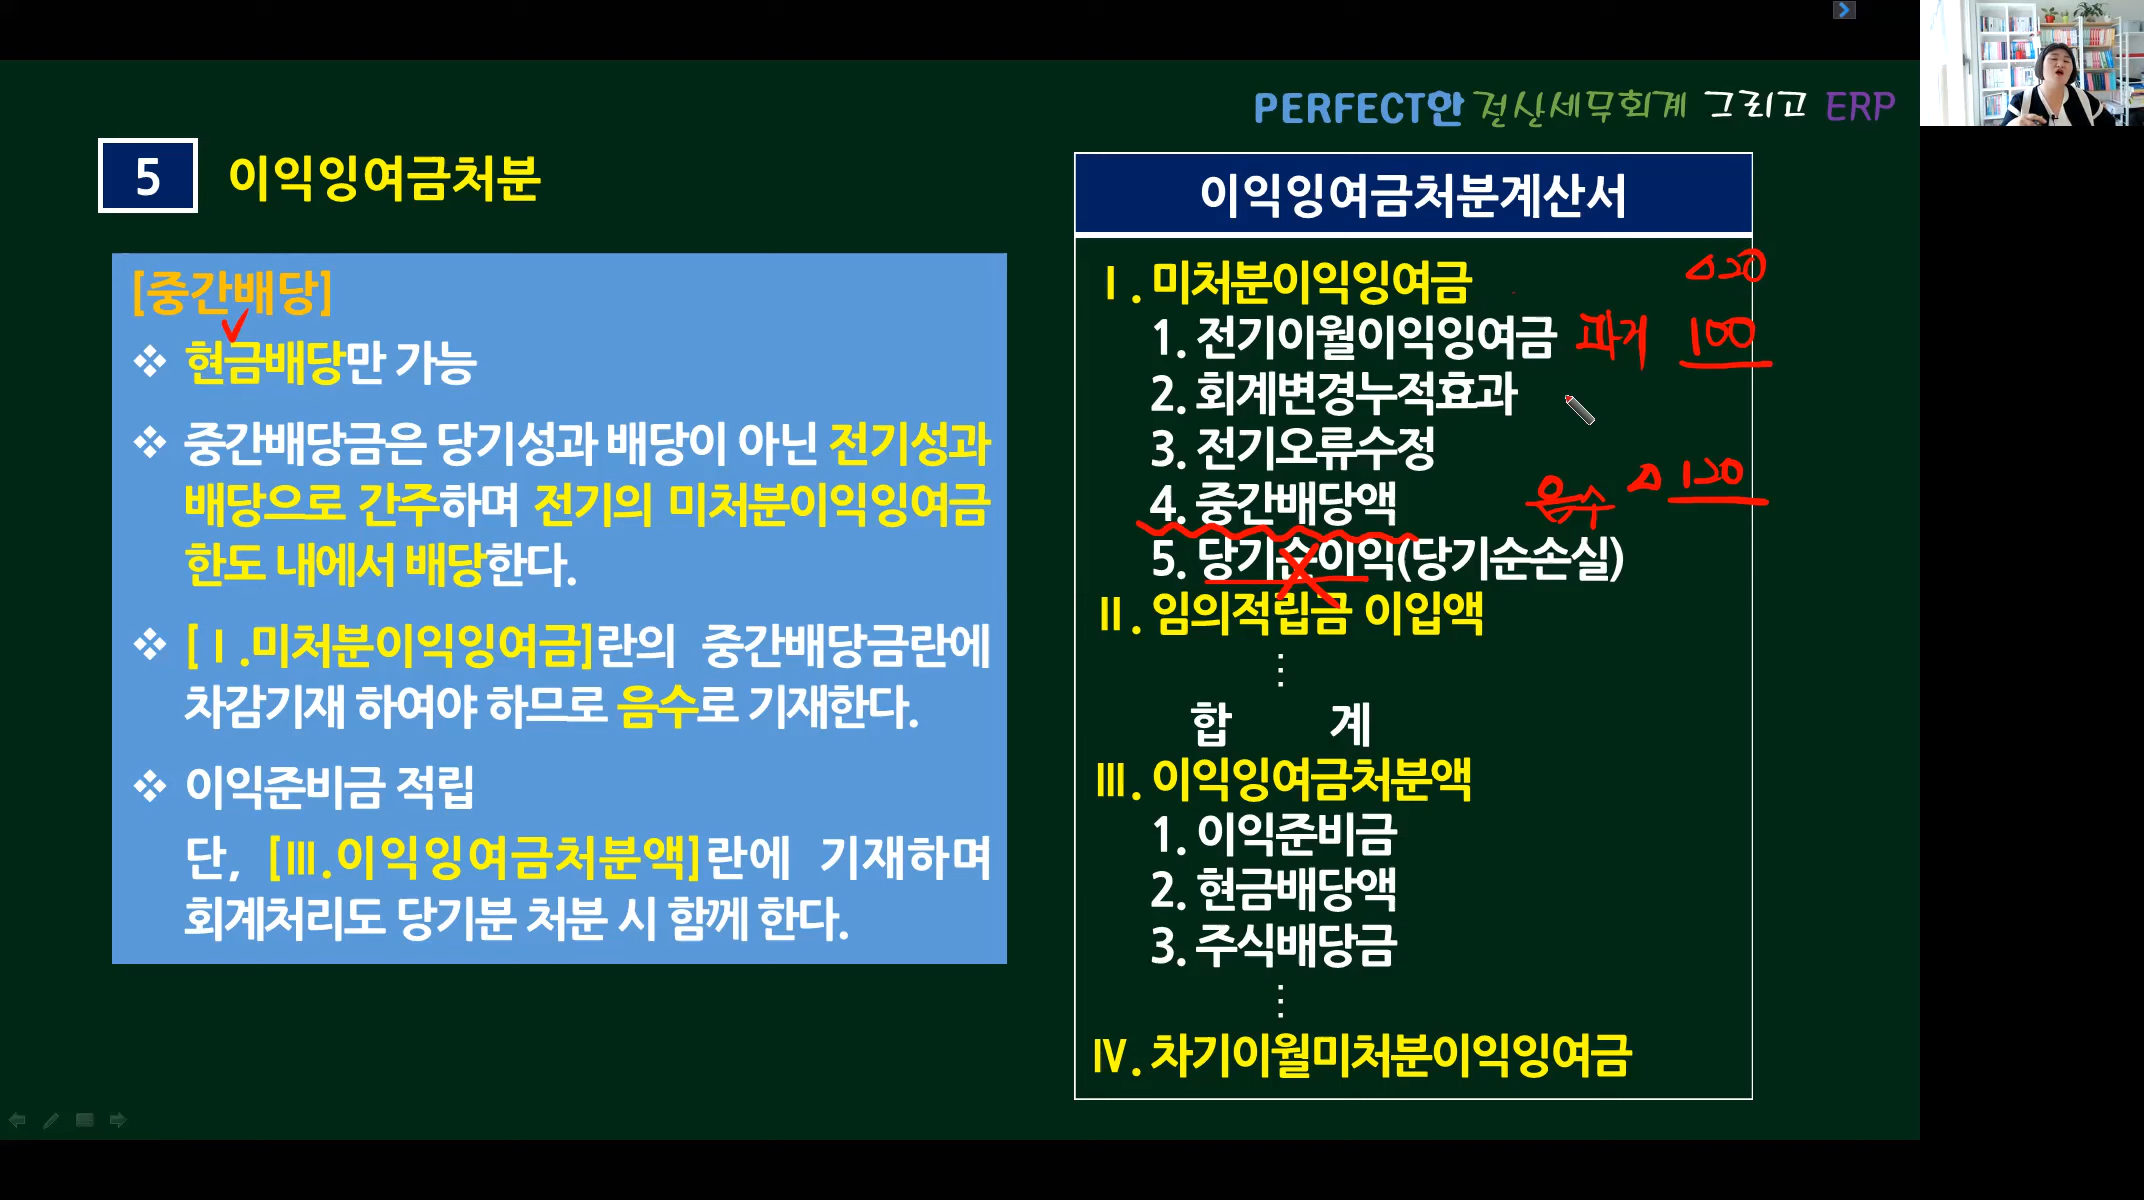 PERFECT한 전산세무회계 그리고 ERP
5 이익잉여금처분
[중간배당]
❖ 현금배당만 가능
❖ 중간배당금은 당기성과 배당이 아닌 전기성과
배당으로 간주하며 전기의 미처분이익잉여금
한도 내에서 배당한다.
❖ [Ⅰ.미처분이익잉여금]란의 중간배당금란에
차감기재 하여야 하므로 음수로 기재한다.
❖ 이익준비금 적립
단, [Ⅲ.이익잉여금처분액]란에 기재하며
회계처리도 당기분 처분 시 함께 한다.
이익잉여금처분계산서
Ⅰ. 미처분이익잉여금 △20
1. 전기이월이익잉여금 과거 100
2. 회계변경누적효과
3. 전기오류수정
4. 중간배당액 음수 △120
5. 당기순이익(당기순손실)
Ⅱ. 임의적립금 이입액
⋮
합 계
Ⅲ. 이익잉여금처분액
1. 이익준비금
2. 현금배당액
3. 주식배당금
⋮
Ⅳ. 차기이월미처분이익잉여금